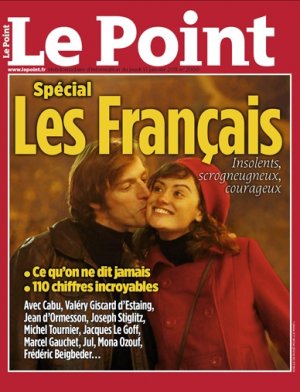 Le Point
Le Point
www.lepoint.fr
Spécial
Les Français
Insolents,
scrogneugneux,
courageux
• Ce qu'on ne dit jamais
• 110 chiffres incroyables
Avec Cabu, Valéry Giscard d'Estaing,
Jean d'Ormesson, Joseph Stiglitz,
Michel Tournier, Jacques Le Goff,
Marcel Gauchet, Jul, Mona Ozouf,
Frédéric Beigbeder...